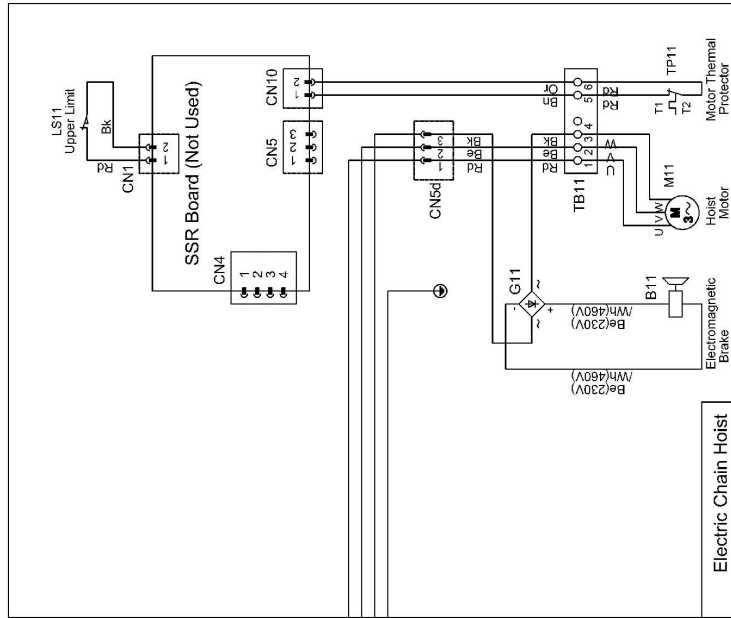 LS11
Upper Limit
Rd
Bk
CN1
1
2
SSR Board (Not Used)
CN4
1
2
3
4
CN5
1
2
3
CN10
1
2
CN5d
1
2
3
Rd
Be
Bk
Bn
Or
Rd
Be
Bk
TB11
1
2
3
4
5
6
U
V
W
Rd
Rd
TP11
T1
T2
Motor Thermal
Protector
M11
U
V
W
M
3~
Hoist
Motor
G11
-
+
~
~
Be(230V)
/Wh(460V)
Be(230V)
/Wh(460V)
B11
Electromagnetic
Brake
Electric Chain Hoist